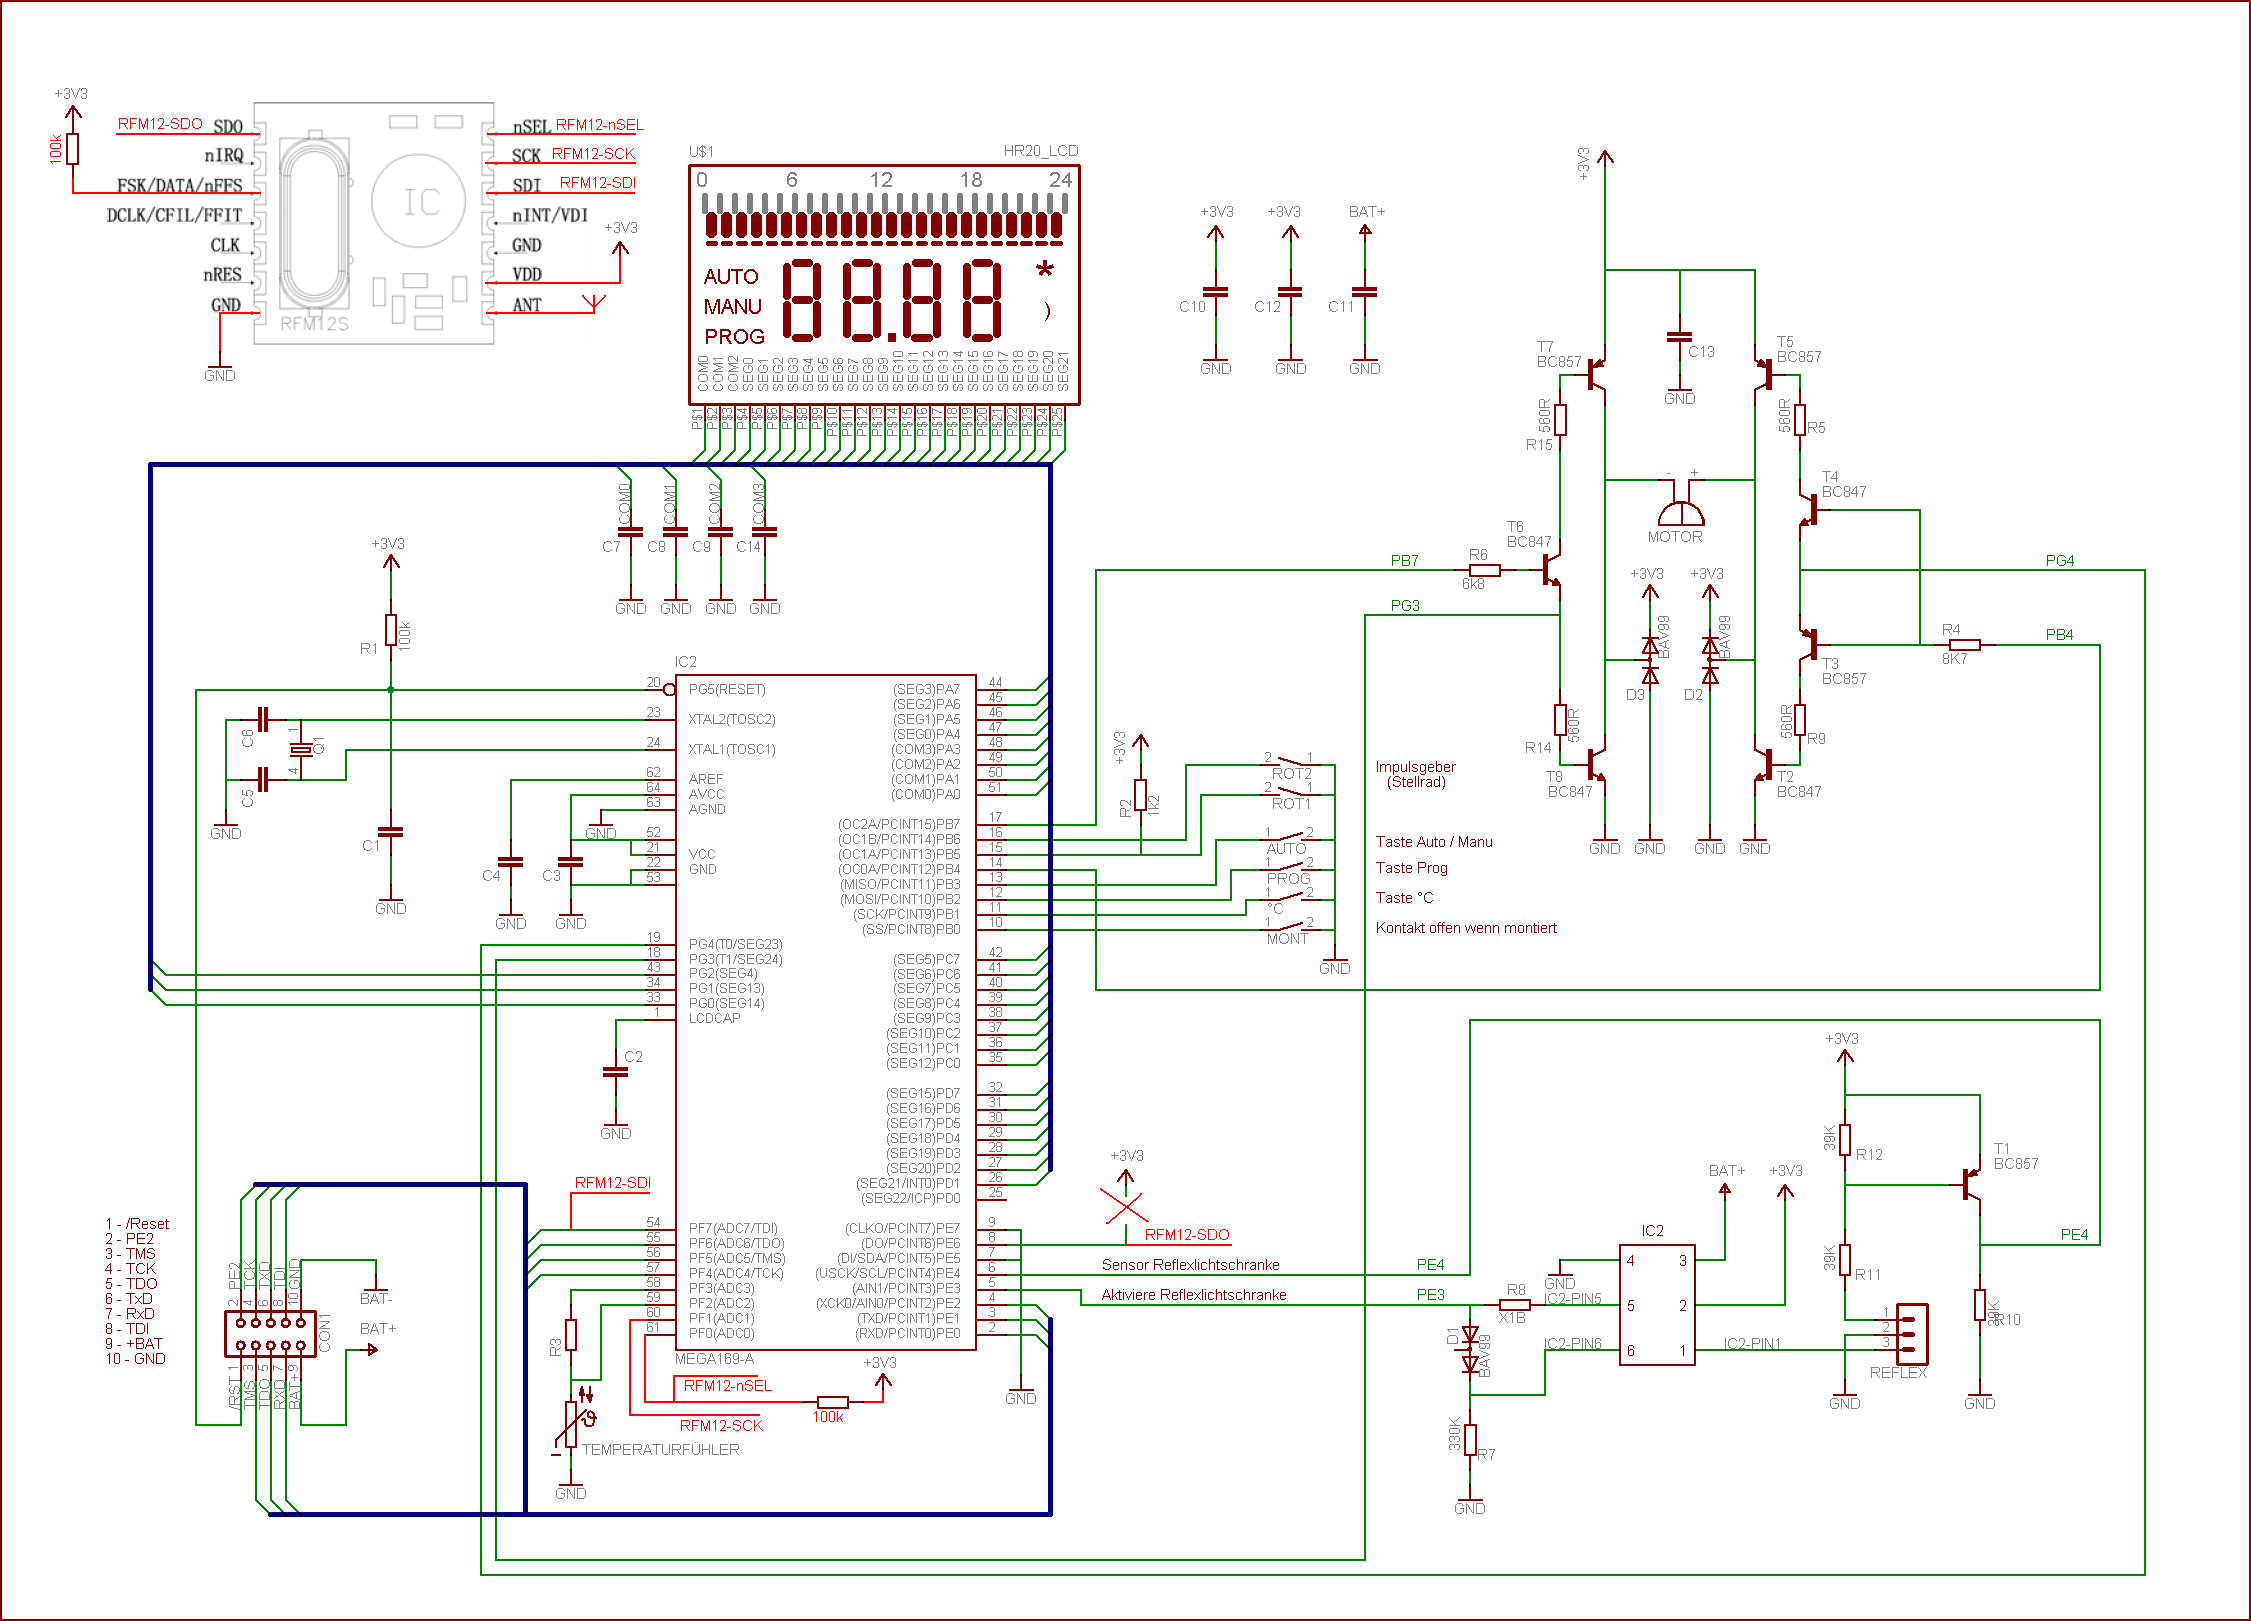 +3V3
100k
RFM12-SDO SDO
nIRQ
FSK/DATA/nFFS
DCLK/CFIL/FFIT
CLK
nRES
GND
GND
IC
RFM12S
nSEL RFM12-nSEL
SCK RFM12-SCK
SDI RFM12-SDI
nINT/VDI
+3V3
GND
VDD
ANT
U$1 HR20_LCD
0 6 12 18 24
AUTO
MANU
PROG
88.88 *
)
COM0 COM1 COM2 SEG0 SEG1 SEG2 SEG3 SEG4 SEG5 SEG6 SEG7 SEG8 SEG9 SEG10 SEG11 SEG12 SEG13 SEG14 SEG15 SEG16 SEG17 SEG18 SEG19 SEG20 SEG21
P$1 P$2 P$3 P$4 P$5 P$6 P$7 P$8 P$9 P$10 P$11 P$12 P$13 P$14 P$15 P$16 P$17 P$18 P$19 P$20 P$21 P$22 P$23 P$24 P$25
+3V3 +3V3 BAT+
C10 C12 C11
GND GND GND
COM0 COM1 COM2 COM3
C7 C8 C9 C14
GND GND GND GND
+3V3
R1 100k
C6 1 Q1
C5 4
GND
C1
GND
C4 C3
GND GND
GND
C2
GND
IC2
20 PG5(RESET)
23 XTAL2(TOSC2)
24 XTAL1(TOSC1)
62 AREF
64 AVCC
63 AGND
52
21 VCC
22 GND
53
19 PG4(T0/SEG23)
18 PG3(T1/SEG24)
43 PG2(SEG4)
34 PG1(SEG13)
33 PG0(SEG14)
1 LCDCAP
54 PF7(ADC7/TDI)
55 PF6(ADC6/TDO)
56 PF5(ADC5/TMS)
57 PF4(ADC4/TCK)
58 PF3(ADC3)
59 PF2(ADC2)
60 PF1(ADC1)
61 PF0(ADC0)
MEGA169-A
(SEG3)PA7 44
(SEG2)PA6 45
(SEG1)PA5 46
(SEG0)PA4 47
(COM3)PA3 48
(COM2)PA2 49
(COM1)PA1 50
(COM0)PA0 51
(OC2A/PCINT15)PB7 17
(OC1B/PCINT14)PB6 16
(OC1A/PCINT13)PB5 15
(OC0A/PCINT12)PB4 14
(MISO/PCINT11)PB3 13
(MOSI/PCINT10)PB2 12
(SCK/PCINT9)PB1 11
(SS/PCINT8)PB0 10
(SEG5)PC7 42
(SEG6)PC6 41
(SEG7)PC5 40
(SEG8)PC4 39
(SEG9)PC3 38
(SEG10)PC2 37
(SEG11)PC1 36
(SEG12)PC0 35
(SEG15)PD7 32
(SEG16)PD6 31
(SEG17)PD5 30
(SEG18)PD4 29
(SEG19)PD3 28
(SEG20)PD2 27
(SEG21/INT0)PD1 26
(SEG22/ICP)PD0 25
(CLKO/PCINT7)PE7 9
(DO/PCINT6)PE6 8
(DI/SDA/PCINT5)PE5 7
(USCK/SCL/PCINT4)PE4 6
(AIN1/PCINT3)PE3 5
(XCK0/AIN0/PCINT2)PE2 4
(TXD/PCINT1)PE1 3
(RXD/PCINT0)PE0 2
+3V3
R2 1k2
2 1
ROT2
2 1
ROT1
1 2
AUTO
1 2
PROG
1 2
°C
1 2
MONT
GND
Impulsgeber
(Stellrad)
Taste Auto / Manu
Taste Prog
Taste °C
Kontakt offen wenn montiert
+3V3
T7
BC857
T5
BC857
C13
GND
560R
R15
560R
R5
T4
BC847
- +
MOTOR
T6
BC847
PB7
R6
6k8
PG3
PG4
PB4
R4
8K7
+3V3 +3V3
BAV99 BAV99
D3 D2
T3
BC857
R14
560R
560R
R9
T8
BC847
T2
BC847
GND GND GND GND
RFM12-SDI
+3V3
RFM12-SDO
Sensor Reflexlichtschranke PE4
Aktiviere Reflexlichtschranke PE3
GND
1 - /Reset
2 - PE2
3 - TMS
4 - TCK
5 - TDO
6 - TxD
7 - RxD
8 - TDI
9 - +BAT
10 - GND
PE2 TCK TXD TDI GND
2 4 6 8 10
CON1
/RST TMS TDO RXD BAT+
1 3 5 7 9
BAT-
BAT+
R3
TEMPERATURFÜHLER
GND
RFM12-nSEL
RFM12-SCK
100k
+3V3
R8
X1B
D1
BAV99
330K
R7
GND
IC2
BAT+ +3V3
4 3
5 2
6 1
GND
IC2-PIN5
IC2-PIN6
IC2-PIN1
+3V3
39K
R12
T1
BC857
PE4
39K
R11
R10
1
2
3
REFLEX
GND GND